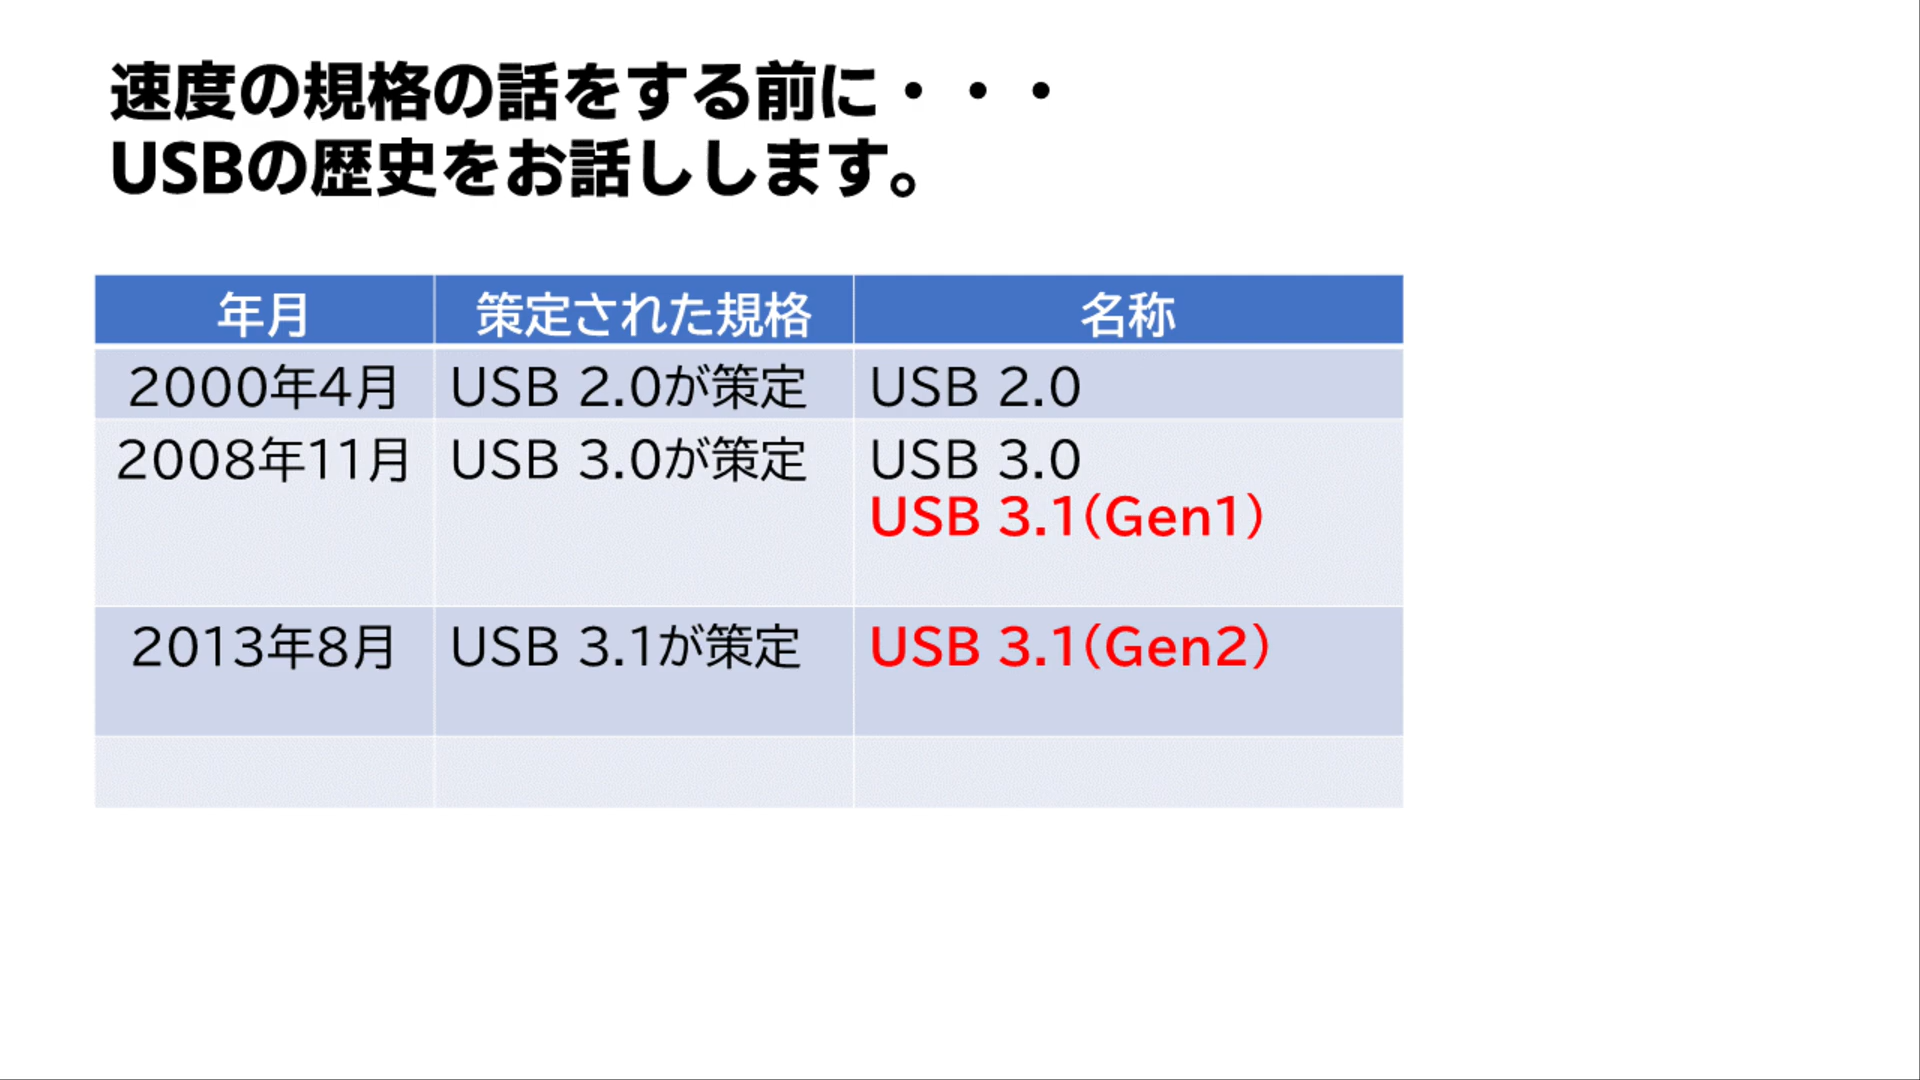 速度の規格の話をする前に・・・
USBの歴史をお話しします。
年月 策定された規格 名称
2000年4月 USB 2.0が策定 USB 2.0
2008年11月 USB 3.0が策定 USB 3.0
USB 3.1(Gen1)
2013年8月 USB 3.1が策定 USB 3.1(Gen2)